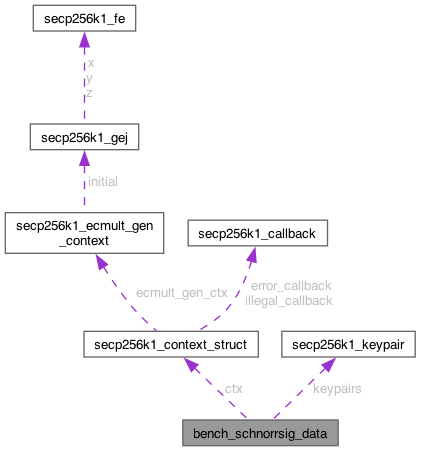 secp256k1_fe
x
y
z
secp256k1_gej
initial
secp256k1_ecmult_gen
_context
secp256k1_callback
ecmult_gen_ctx
error_callback
illegal_callback
secp256k1_context_struct
secp256k1_keypair
ctx
keypairs
bench_schnorrsig_data